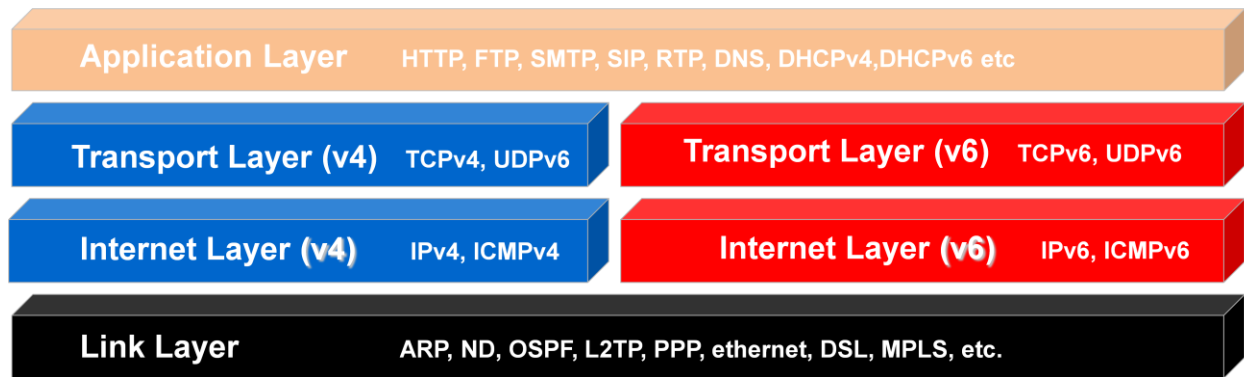 Application Layer HTTP, FTP, SMTP, SIP, RTP, DNS, DHCPv4,DHCPv6 etc
Transport Layer (v4) TCPv4, UDPv6
Transport Layer (v6) TCPv6, UDPv6
Internet Layer (v4) IPv4, ICMPv4
Internet Layer (v6) IPv6, ICMPv6
Link Layer ARP, ND, OSPF, L2TP, PPP, ethernet, DSL, MPLS, etc.